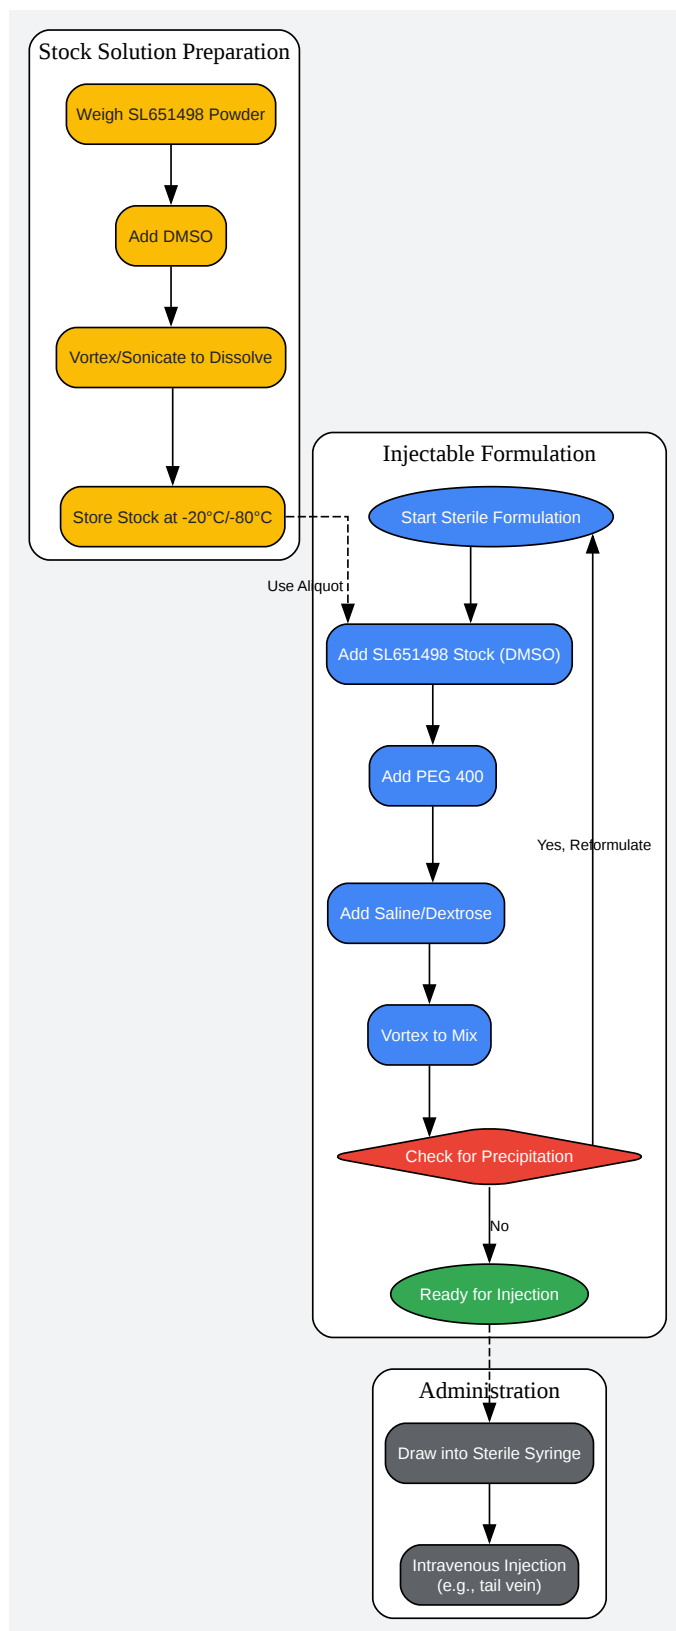 Stock Solution Preparation
Weigh SL651498 Powder
Add DMSO
Vortex/Sonicate to Dissolve
Store Stock at -20°C/-80°C
Use Aliquot
Injectable Formulation
Start Sterile Formulation
Add SL651498 Stock (DMSO)
Add PEG 400
Yes, Reformulate
Add Saline/Dextrose
Vortex to Mix
Check for Precipitation
No
Ready for Injection
Administration
Draw into Sterile Syringe
Intravenous Injection
(e.g., tail vein)